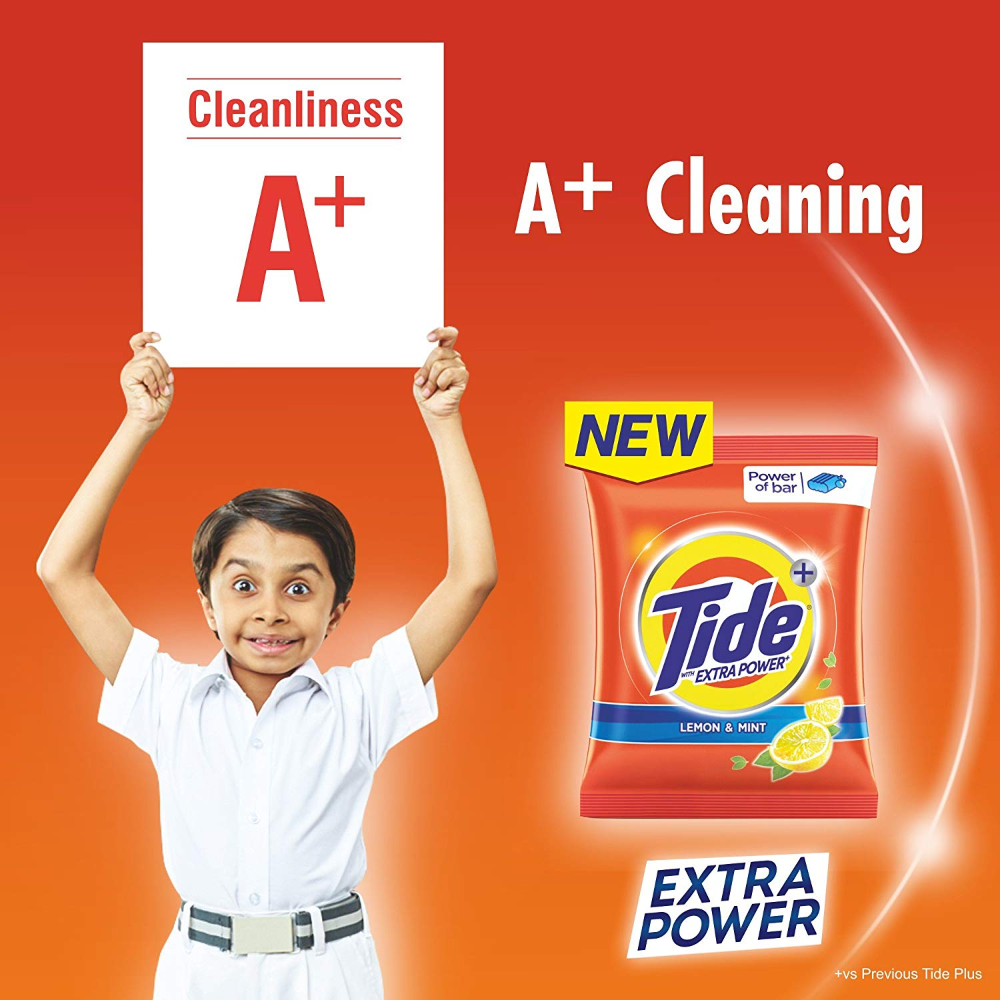 Cleanliness
A+
A+ Cleaning
NEW
Power
of bar
+
Tide®
WITH EXTRA POWER+
LEMON & MINT
EXTRA
POWER
+vs Previous Tide Plus